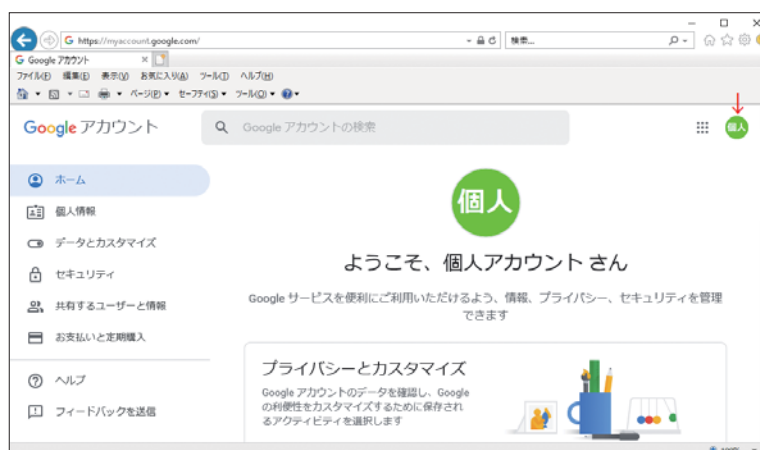 https://myaccount.google.com/
検索...
Google アカウント
ファイル(F) 編集(E) 表示(V) お気に入り(A) ツール(T) ヘルプ(H)
ページ(P) セーフティ(S) ツール(O)
Google アカウント
Google アカウントの検索
個人
ホーム
個人情報
データとカスタマイズ
セキュリティ
共有するユーザーと情報
お支払いと定期購入
ヘルプ
フィードバックを送信
個人
ようこそ、個人アカウント さん
Google サービスを便利にご利用いただけるよう、情報、プライバシー、セキュリティを管理
できます
プライバシーとカスタマイズ
Google アカウントのデータを確認し、Google
の利便性をカスタマイズするために保存され
るアクティビティを選択します